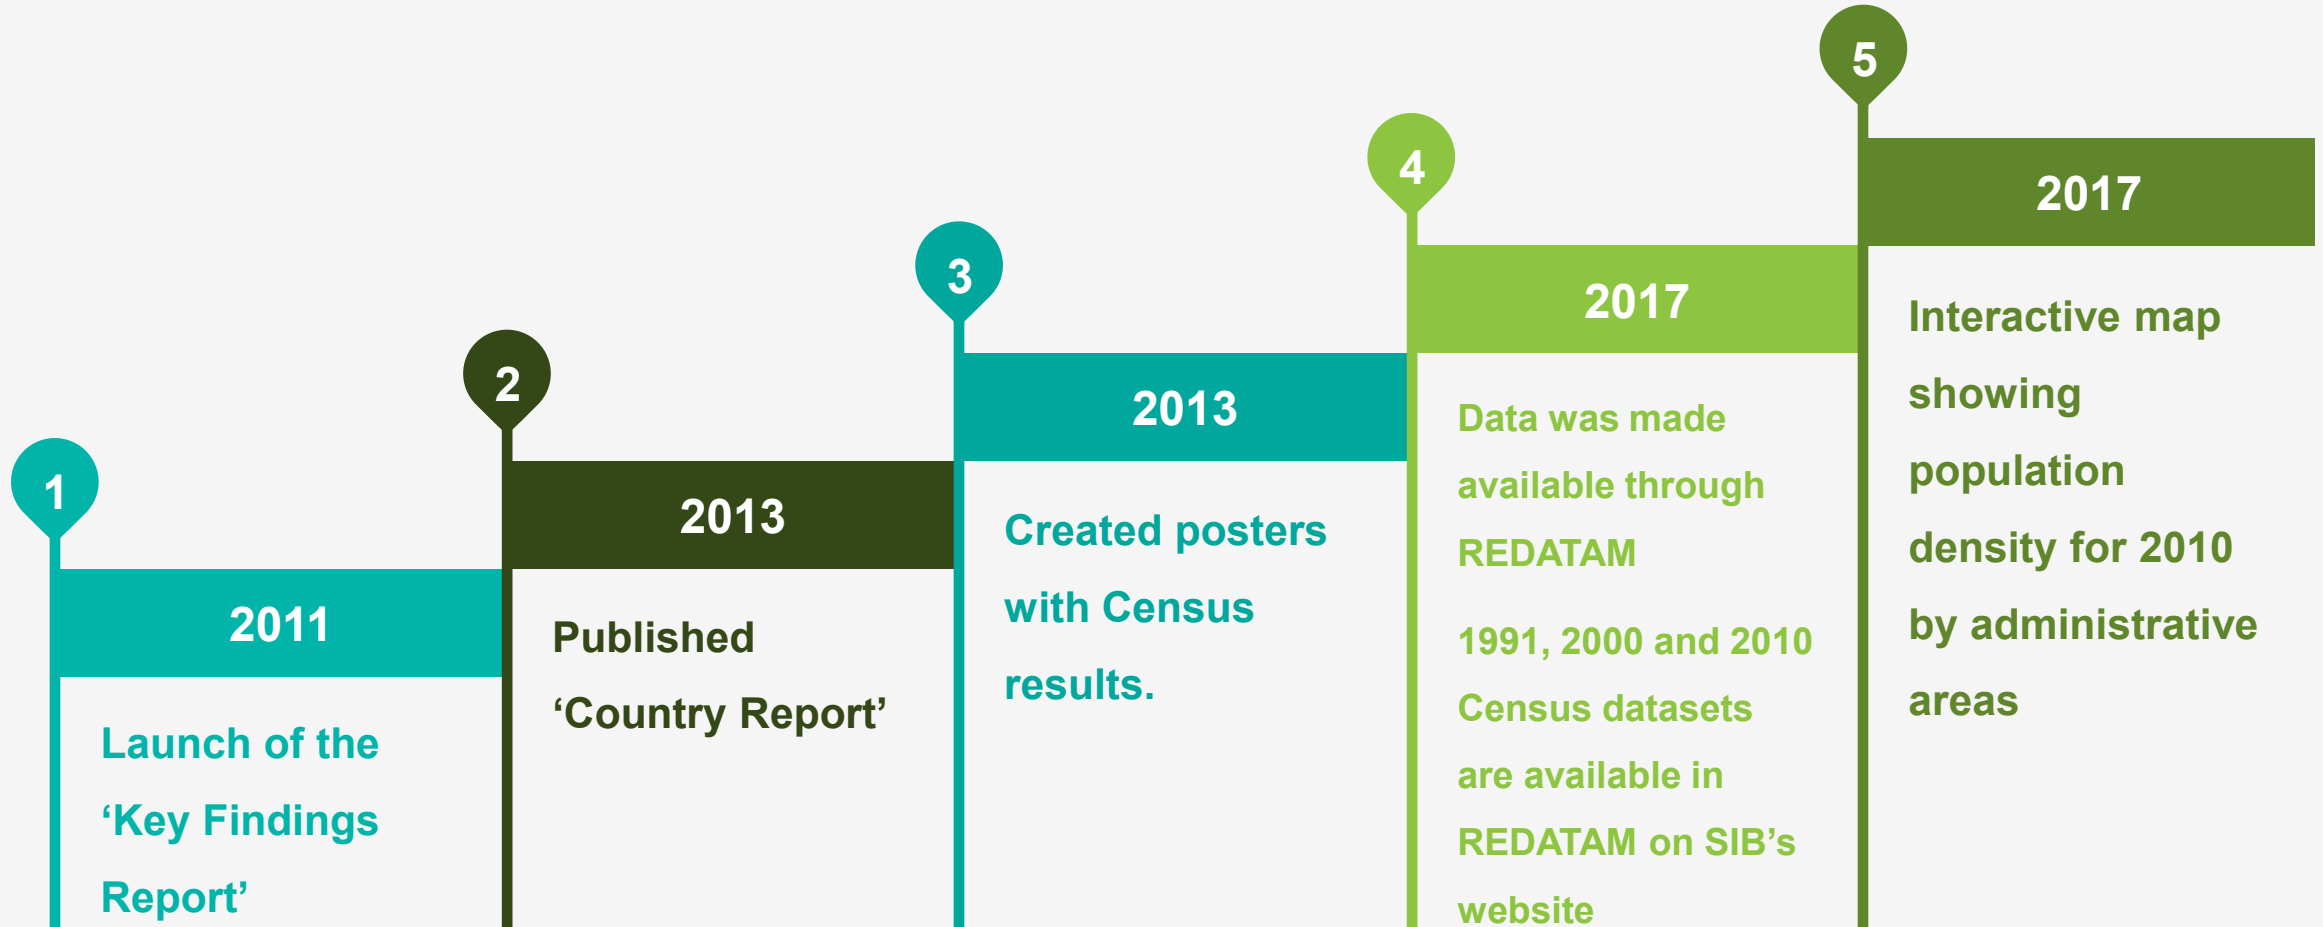 1
2011
Launch of the
‘Key Findings
Report’
2
2013
Published
‘Country Report’
3
2013
Created posters
with Census
results.
4
2017
Data was made
available through
REDATAM
1991, 2000 and 2010
Census datasets
are available in
REDATAM on SIB’s
website
5
2017
Interactive map
showing
population
density for 2010
by administrative
areas